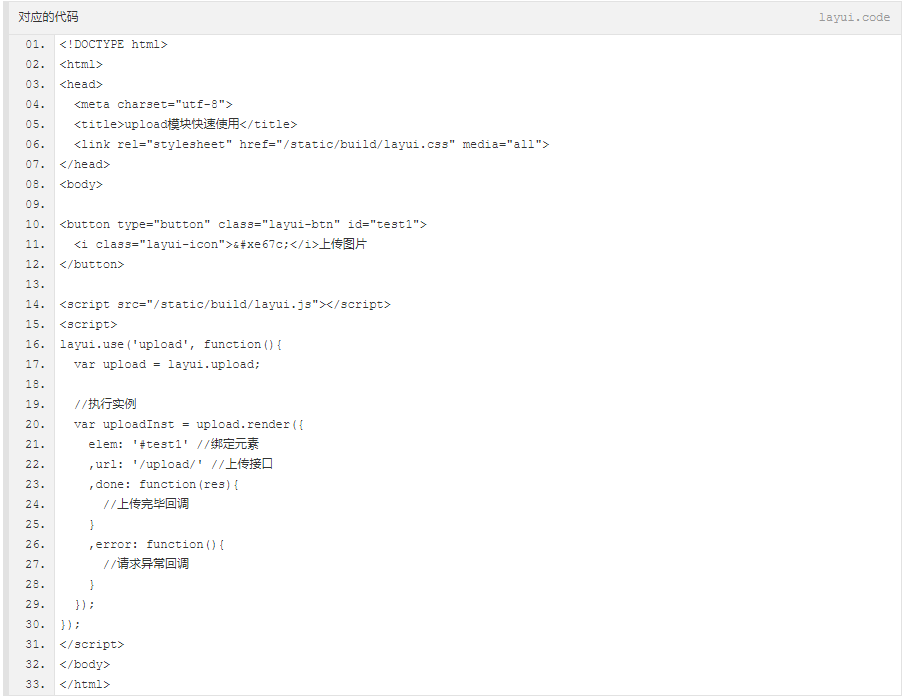 对应的代码 layui.code
01. <!DOCTYPE html>
02. <html>
03. <head>
04.   <meta charset="utf-8">
05.   <title>upload模块快速使用</title>
06.   <link rel="stylesheet" href="/static/build/layui.css" media="all">
07. </head>
08. <body>
09.
10. <button type="button" class="layui-btn" id="test1">
11.   <i class="layui-icon">&#xe67c;</i>上传图片
12. </button>
13.
14. <script src="/static/build/layui.js"></script>
15. <script>
16. layui.use('upload', function(){
17.   var upload = layui.upload;
18.
19.   //执行实例
20.   var uploadInst = upload.render({
21.     elem: '#test1' //绑定元素
22.     ,url: '/upload/' //上传接口
23.     ,done: function(res){
24.       //上传完毕回调
25.     }
26.     ,error: function(){
27.       //请求异常回调
28.     }
29.   });
30. });
31. </script>
32. </body>
33. </html>